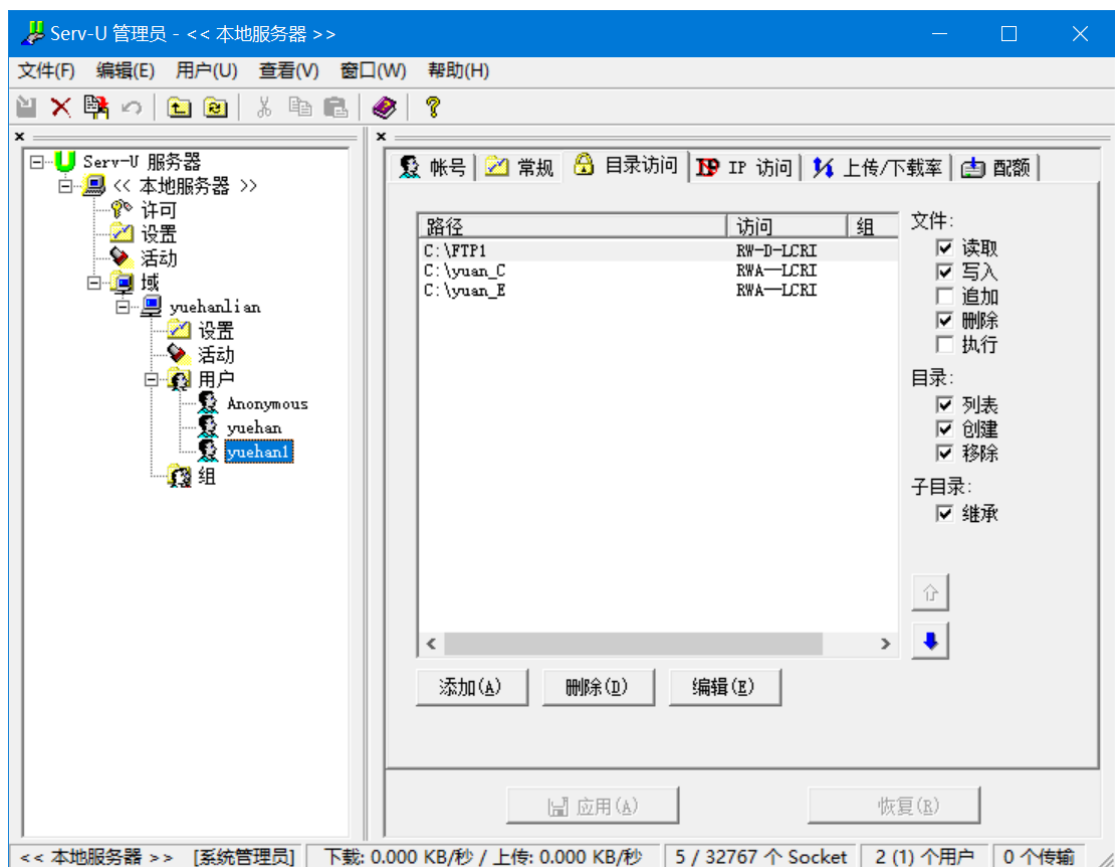 Serv-U 管理员 - << 本地服务器 >>
文件(F) 编辑(E) 用户(U) 查看(V) 窗口(W) 帮助(H)
Serv-U 服务器
<< 本地服务器 >>
许可
设置
活动
域
yuehanlian
设置
活动
用户
Anonymous
yuehan
yuehan1
组
帐号 常规 目录访问 IP 访问 上传/下载率 配额
路径 访问 组
C:\FTP1 RW-D-LCRI
C:\yuan_C RWA--LCRI
C:\yuan_E RWA--LCRI
文件:
读取
写入
追加
删除
执行
目录:
列表
创建
移除
子目录:
继承
添加(A) 删除(D) 编辑(E)
应用(A) 恢复(R)
<< 本地服务器 >> [系统管理员] 下载: 0.000 KB/秒 / 上传: 0.000 KB/秒 5 / 32767 个 Socket 2 (1) 个用户 0 个传输